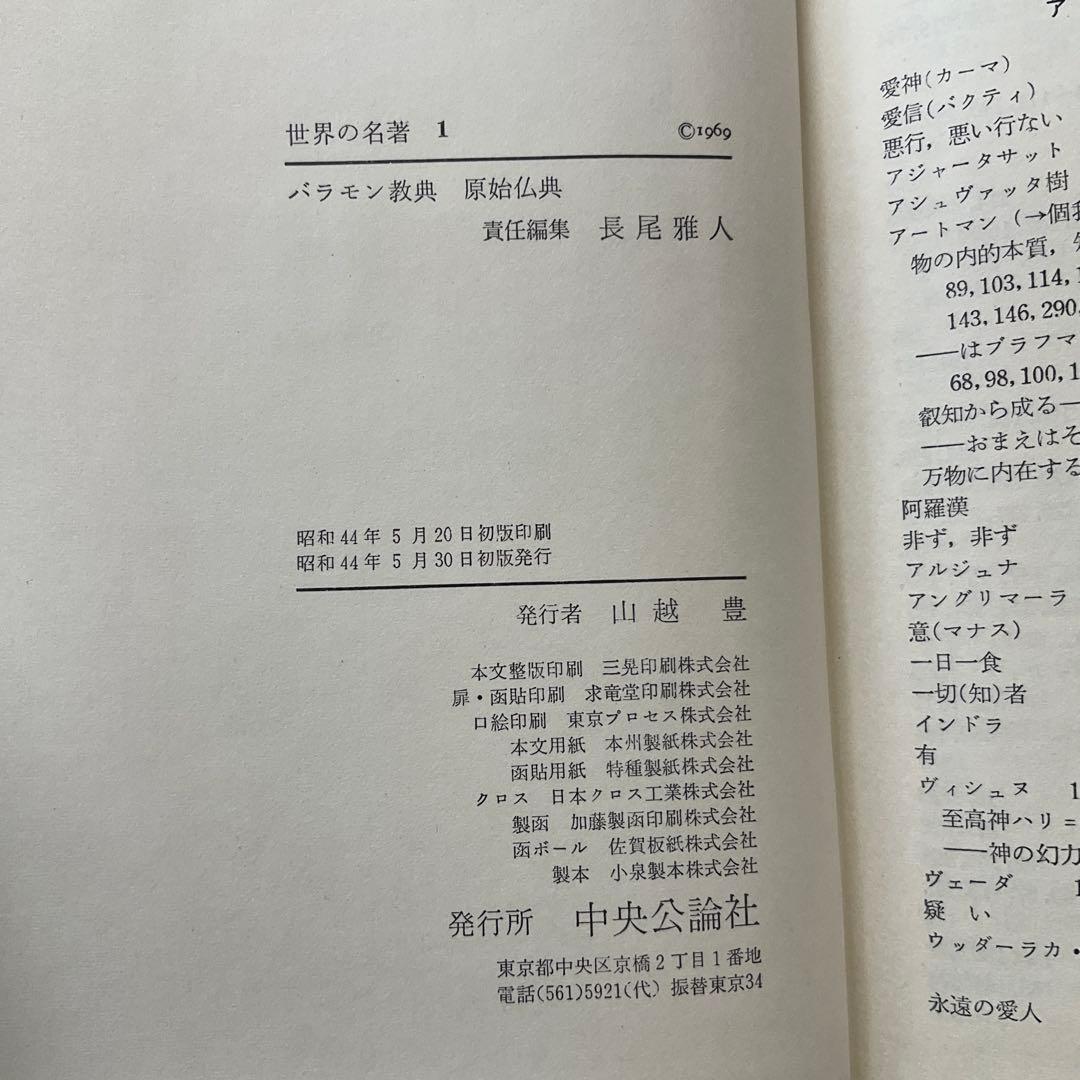 世界の名著 1 ©1969
バラモン教典 原始仏典
責任編集 長尾雅人
昭和44年 5月20日初版印刷
昭和44年 5月30日初版発行
発行者 山越 豊
本文整版印刷 三晃印刷株式会社
扉・函貼印刷 求竜堂印刷株式会社
口絵印刷 東京プロセス株式会社
本文用紙 本州製紙株式会社
函貼用紙 特種製紙株式会社
クロス 日本クロス工業株式会社
製函 加藤製函印刷株式会社
函ボール 佐賀板紙株式会社
製本 小泉製本株式会社
発行所 中央公論社
東京都中央区京橋2丁目1番地
電話(561)5921(代) 振替東京34
ア
愛神(カーマ)
愛信(バクティ)
悪行，悪い行ない
アジャータサット
アシュヴァッタ樹
アートマン(→個我
物の内的本質，
89, 103, 114, 1
143, 146, 290,
——はブラフマ
68, 98, 100, 1
叡知から成る—
——おまえはそ
万物に内在する
阿羅漢
非ず，非ず
アルジュナ
アングリマーラ
意(マナス)
一日一食
一切(知)者
インドラ
有
ヴィシュヌ 1
至高神ハリ＝
——神の幻力
ヴェーダ 1
疑い
ウッダーラカ・
永遠の愛人